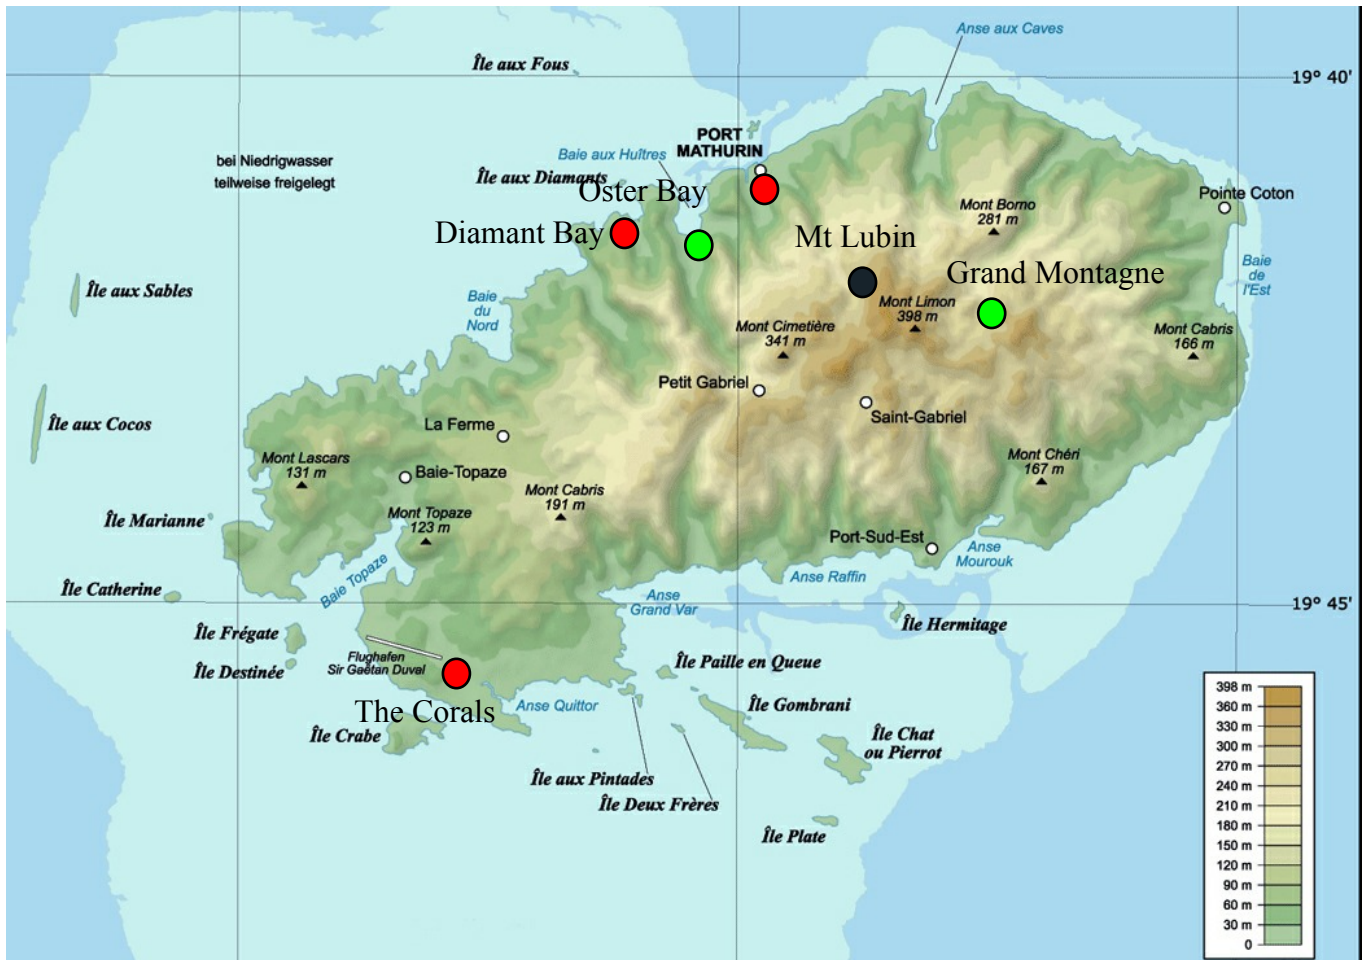 Anse aux Caves
Île aux Fous
19° 40'
PORT
MATHURIN
bei Niedrigwasser
teilweise freigelegt
Baie aux Huîtres
Île aux Diamants
Oster Bay
Pointe Coton
Mont Borno
281 m
Diamant Bay
Mt Lubin
Baie
de
l'Est
Grand Montagne
Île aux Sables
Baie
du
Nord
Mont Limon
398 m
Mont Cimetière
341 m
Mont Cabris
166 m
Petit Gabriel
Saint-Gabriel
Île aux Cocos
La Ferme
Mont Lascars
131 m
Baie-Topaze
Mont Chéri
167 m
Mont Cabris
191 m
Île Marianne
Mont Topaze
123 m
Port-Sud-Est
Anse
Mourouk
Île Catherine
Baie Topaze
Anse Raffin
Anse
Grand Var
19° 45'
Île Hermitage
Île Frégate
Île Destinée
Flughafen
Sir Gaëtan Duval
Île Paille en Queue
The Corals
Anse Quittor
Île Gombrani
Île Crabe
Île Chat
ou Pierrot
Île aux Pintades
Île Deux Frères
Île Plate
398 m
360 m
330 m
300 m
270 m
240 m
210 m
180 m
150 m
120 m
90 m
60 m
30 m
0